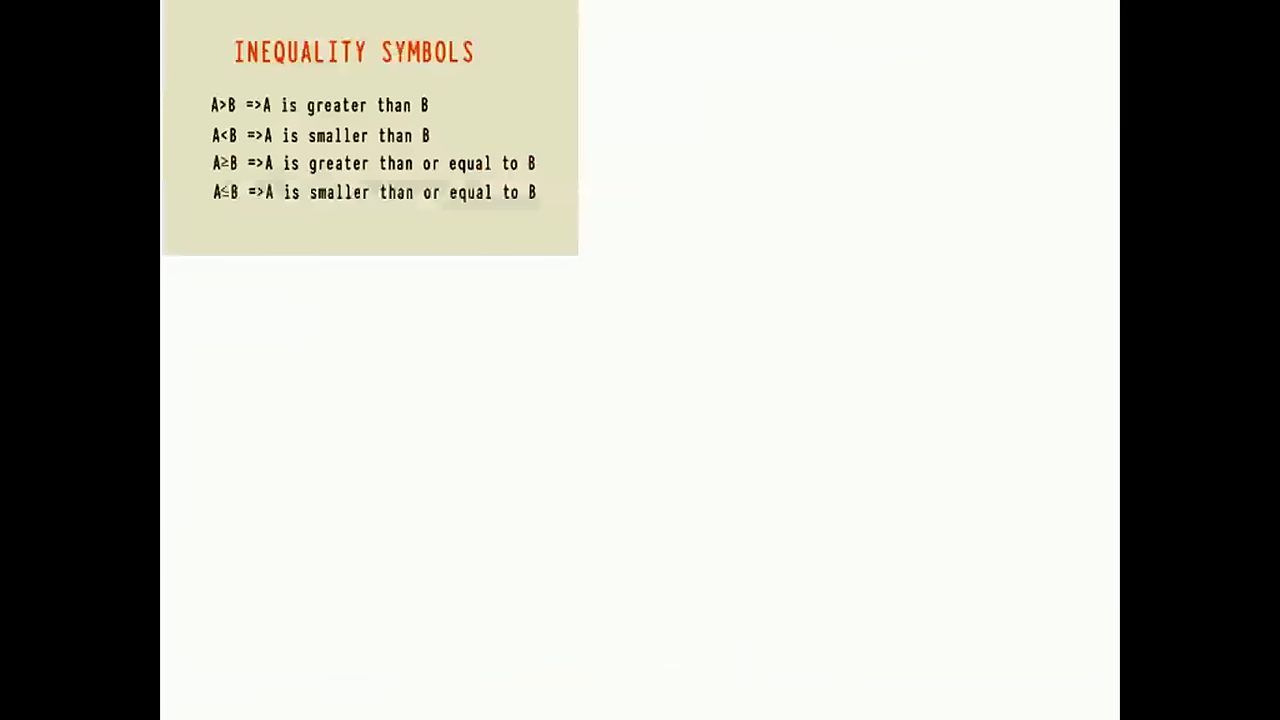 INEQUALITY SYMBOLS
A>B =>A is greater than B
A<B =>A is smaller than B
A≥B =>A is greater than or equal to B
A≤B =>A is smaller than or equal to B